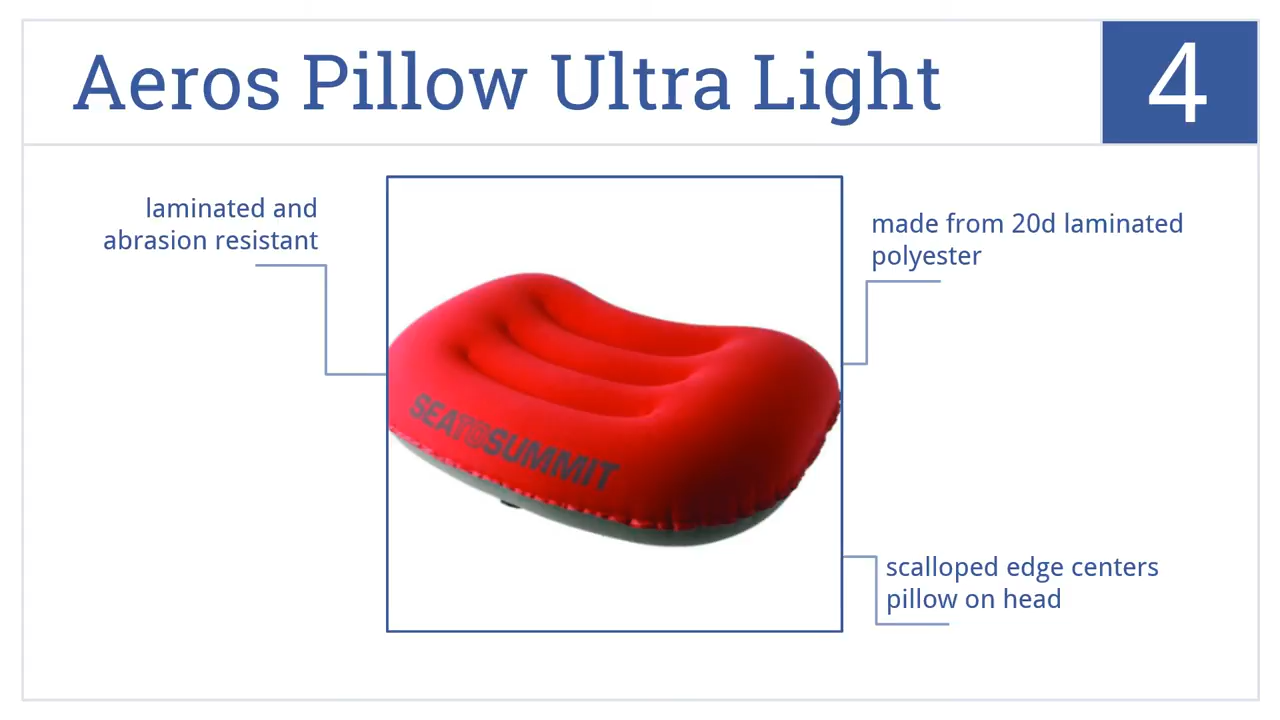 Aeros Pillow Ultra Light
4
laminated and
abrasion resistant
made from 20d laminated
polyester
SEATOSUMMIT
scalloped edge centers
pillow on head